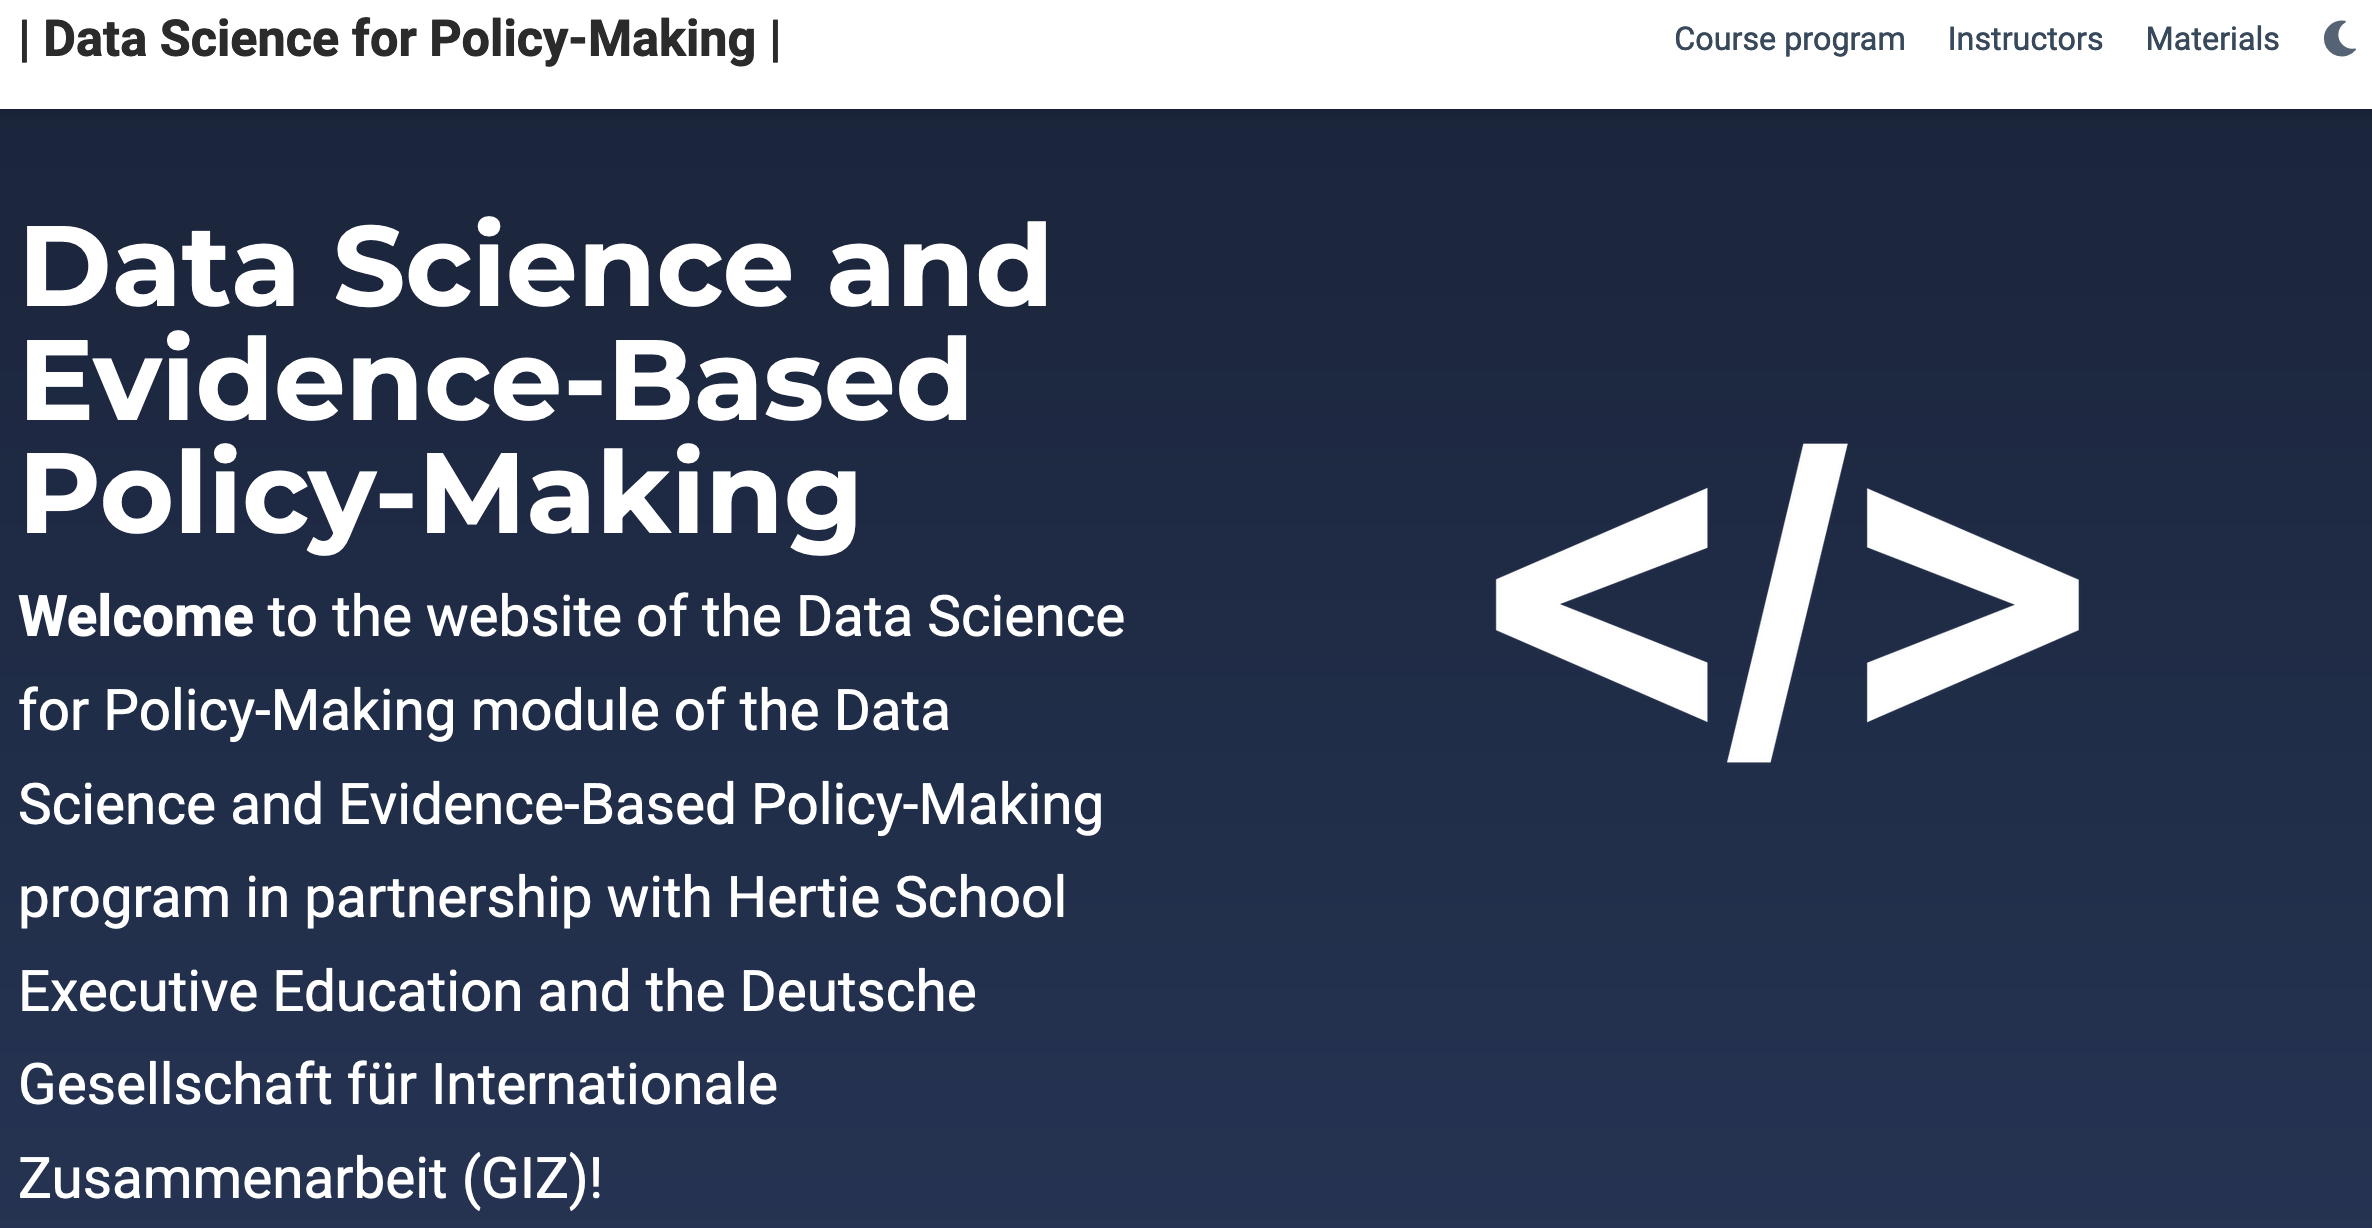 | Data Science for Policy-Making |
Course program Instructors Materials
Data Science and
Evidence-Based
Policy-Making
Welcome to the website of the Data Science
for Policy-Making module of the Data
Science and Evidence-Based Policy-Making
program in partnership with Hertie School
Executive Education and the Deutsche
Gesellschaft für Internationale
Zusammenarbeit (GIZ)!
</>